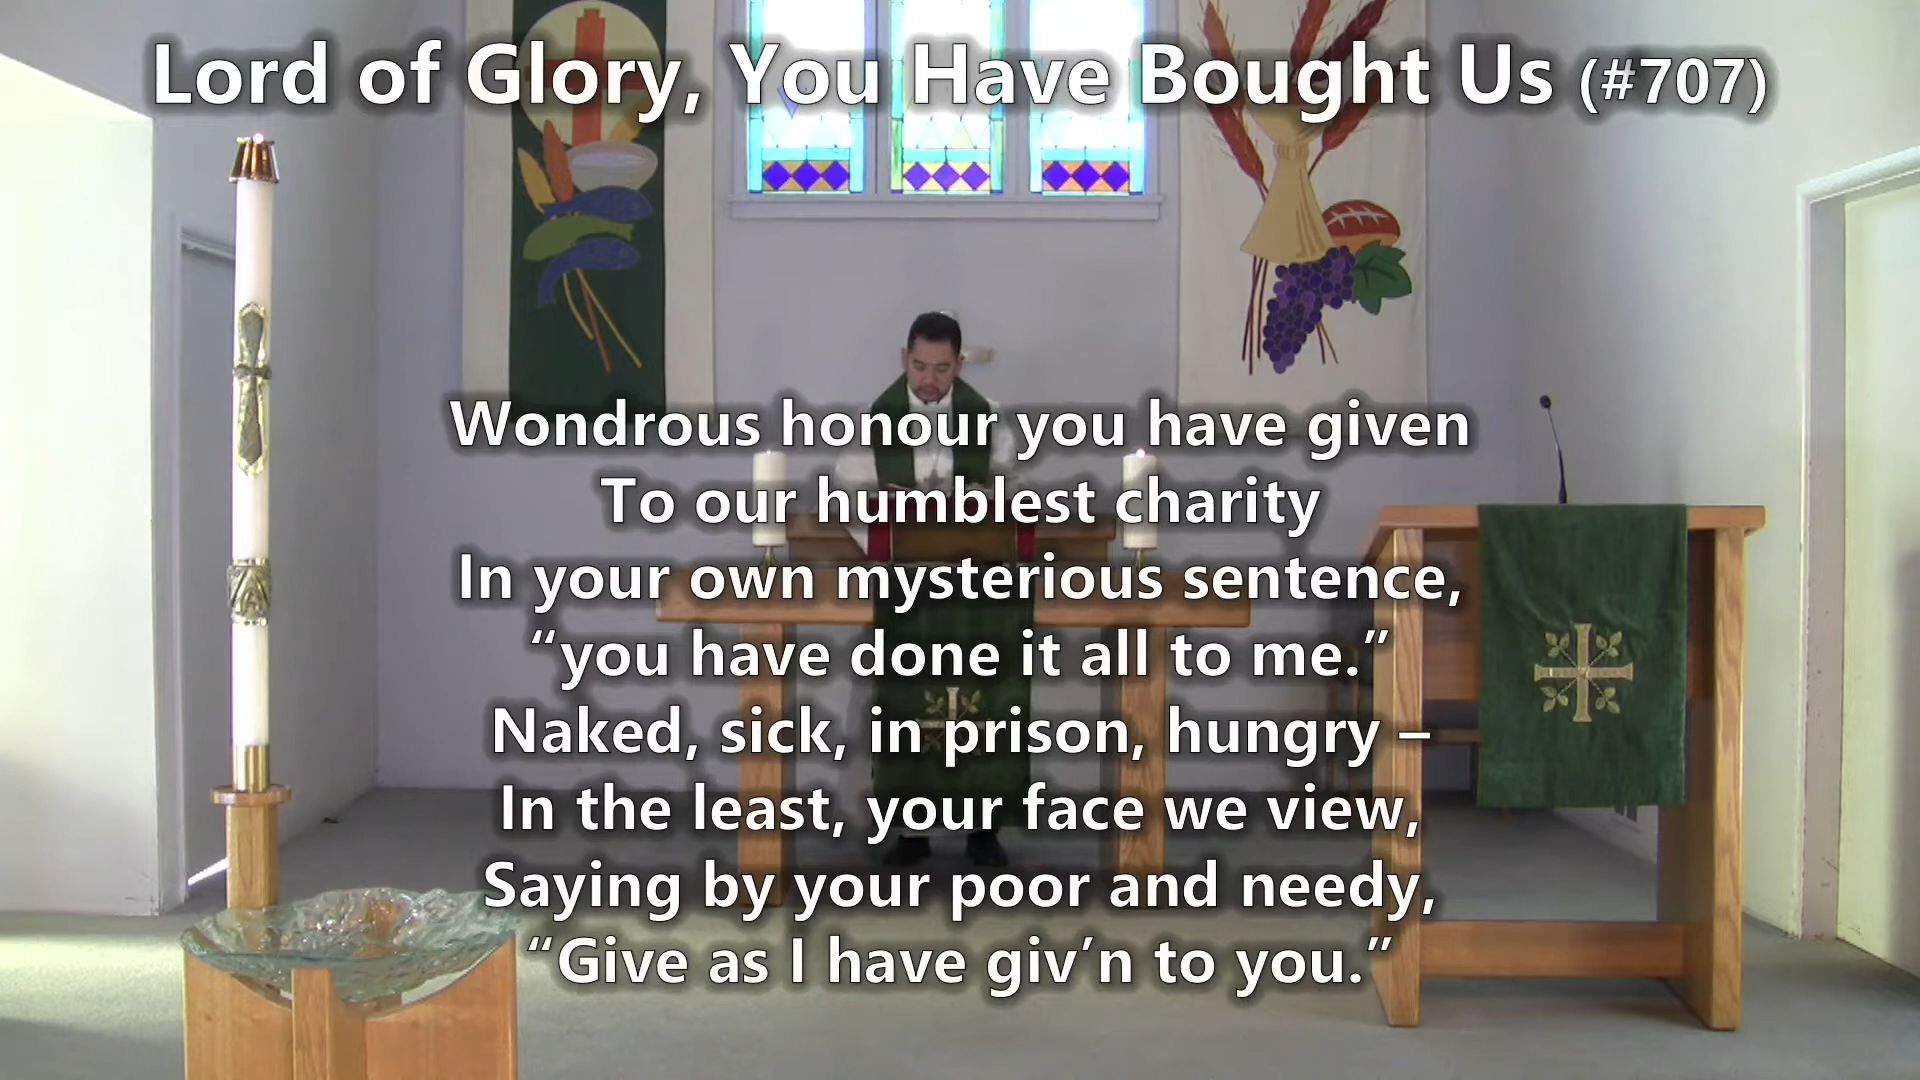 Lord of Glory, You Have Bought Us (#707)
Wondrous honour you have given
To our humblest charity
In your own mysterious sentence,
“you have done it all to me.”
Naked, sick, in prison, hungry –
In the least, your face we view,
Saying by your poor and needy,
“Give as I have giv’n to you.”